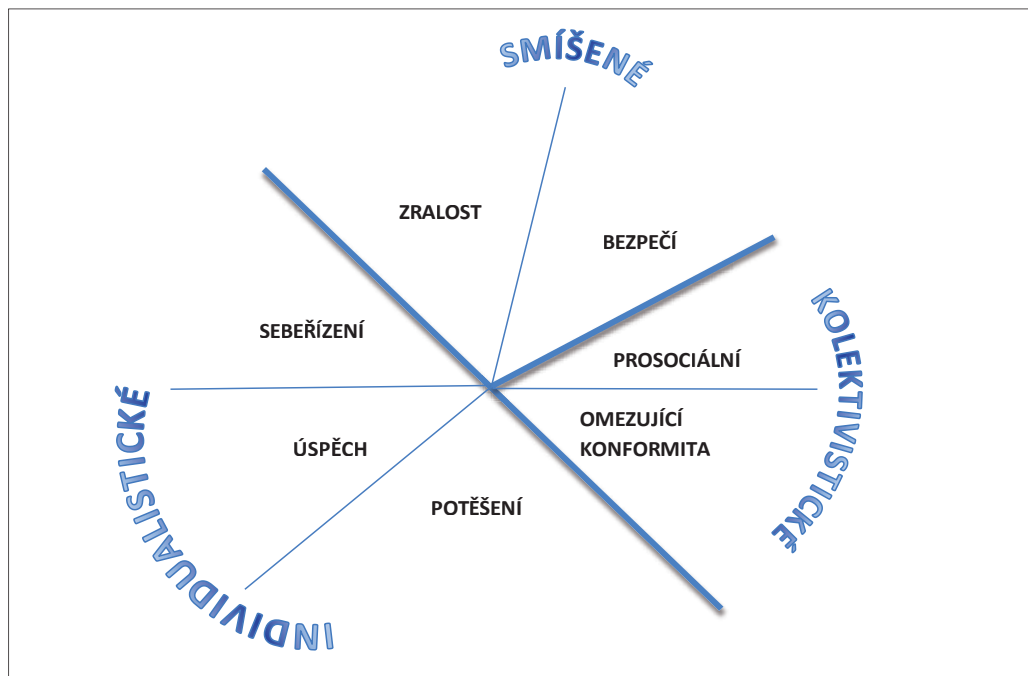 SMÍŠENÉ
ZRALOST
BEZPEČÍ
SEBEŘÍZENÍ
PROSOCIÁLNÍ
KOLEKTIVISTICKÉ
OMEZUJÍCÍ
KONFORMITA
ÚSPĚCH
POTĚŠENÍ
INDIVIDUALISTICKÉ